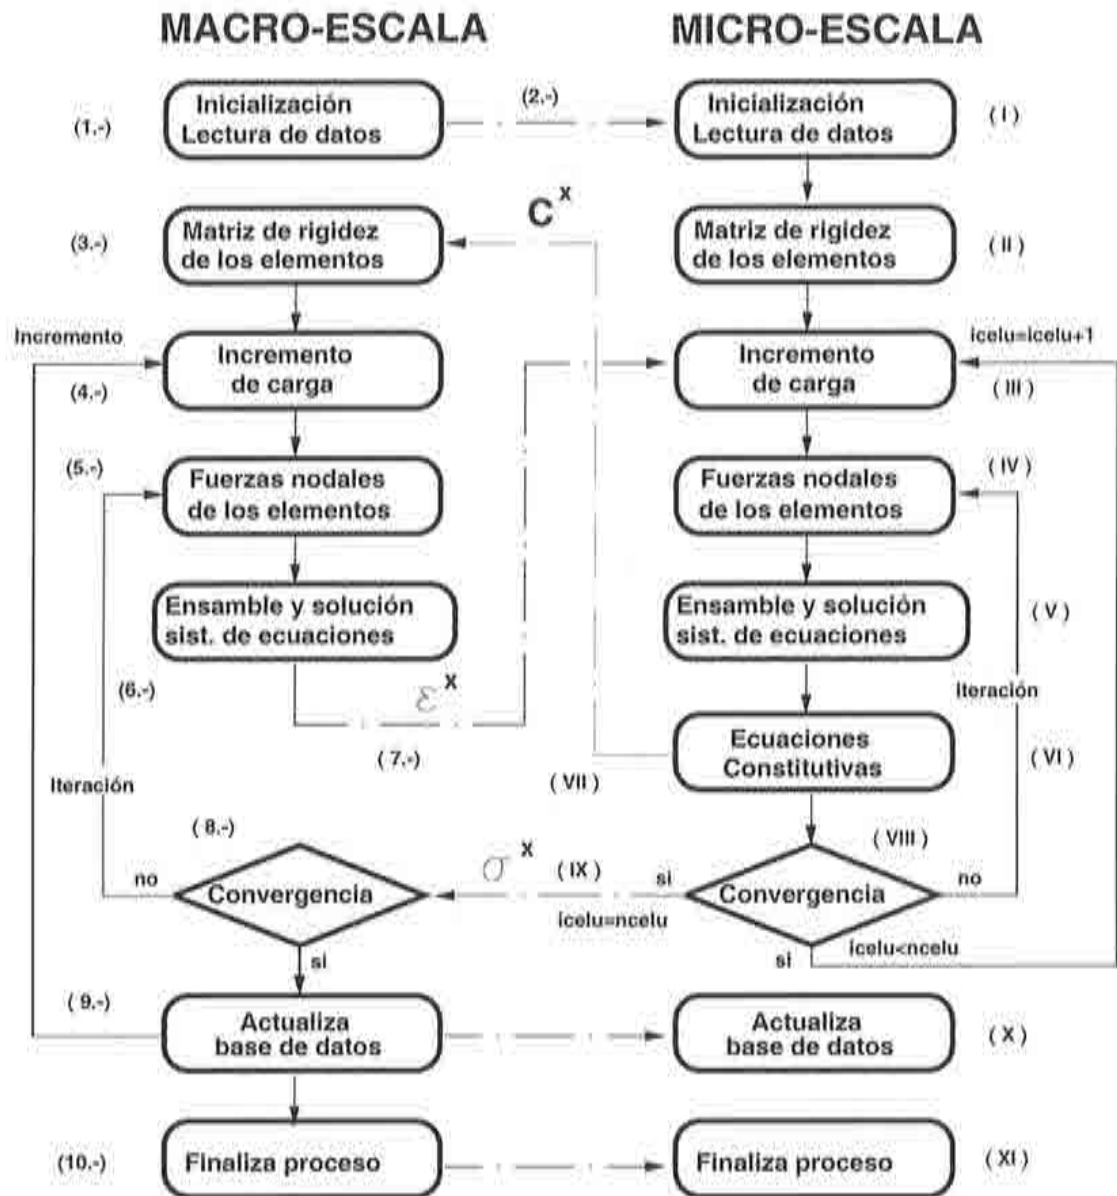 MACRO-ESCALA
MICRO-ESCALA
(1.-)
Inicialización
Lectura de datos
(2.-)
Inicialización
Lectura de datos
( I )
C X
(3.-)
Matriz de rigidez
de los elementos
Matriz de rigidez
de los elementos
( II )
Incremento
(4.-)
Incremento
de carga
Incremento
de carga
icelu=icelu+1
( III )
(5.-)
Fuerzas nodales
de los elementos
Fuerzas nodales
de los elementos
( IV )
Ensamble y solución
sist. de ecuaciones
Ensamble y solución
sist. de ecuaciones
( V )
(6.-)
ε X
( 7.-)
Iteración
Ecuaciones
Constitutivas
( VI )
( VII )
Iteración
( 8.-)
( VIII )
no
Convergencia
σ X
( IX )
si
Convergencia
no
icelu=ncelu
si
si
icelu<ncelu
( 9.-)
Actualiza
base de datos
Actualiza
base de datos
( X )
(10.-)
Finaliza proceso
Finaliza proceso
( XI )